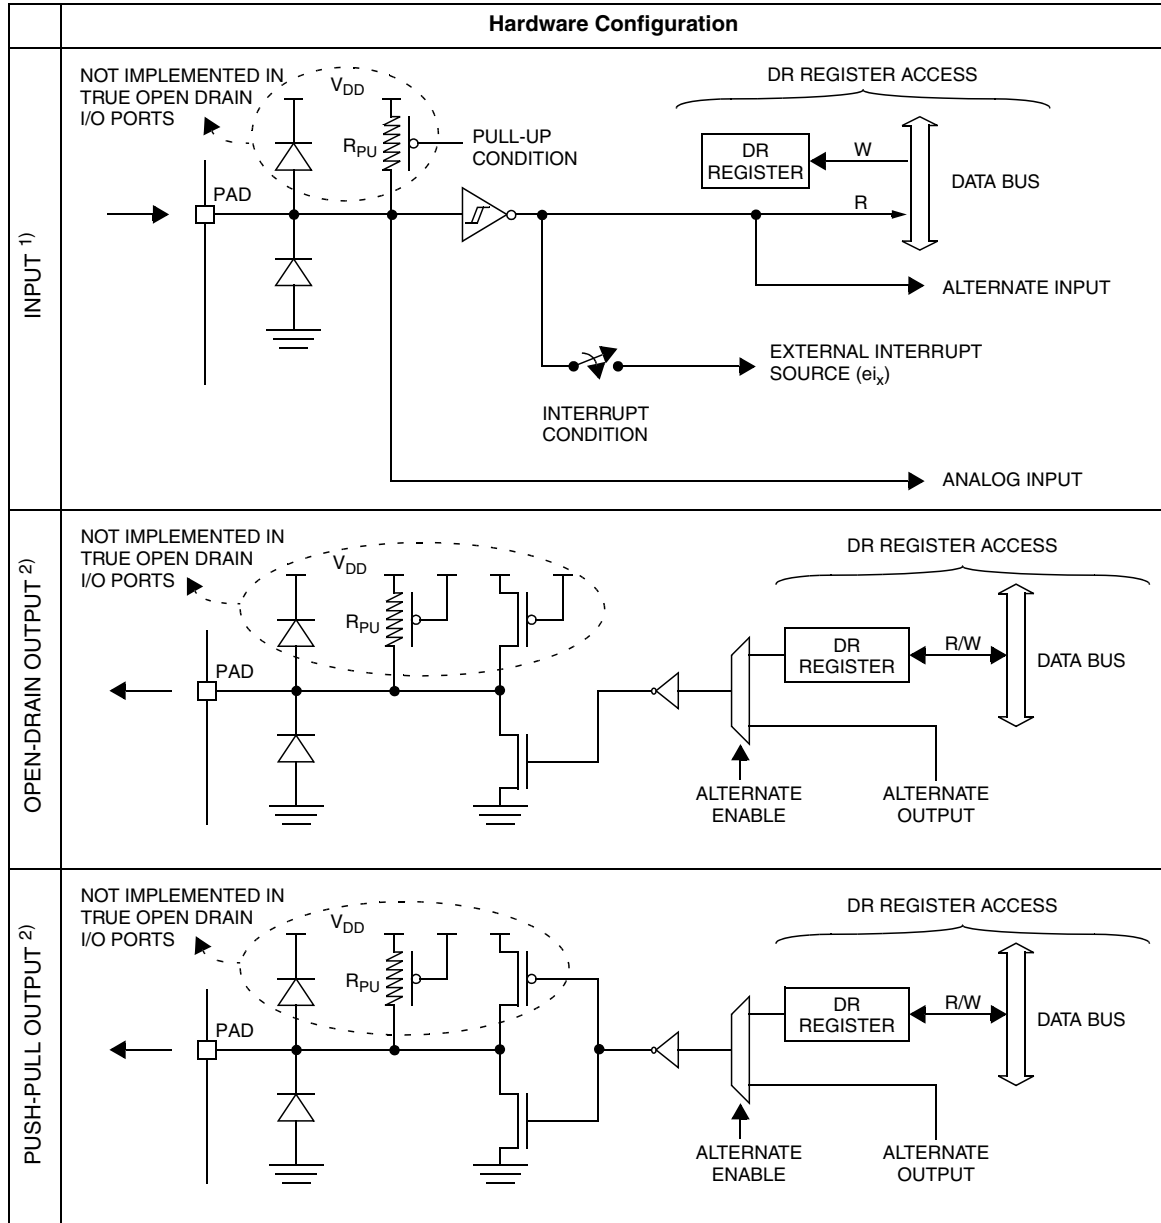 Hardware Configuration
INPUT 1)
NOT IMPLEMENTED IN
TRUE OPEN DRAIN
I/O PORTS
VDD
RPU
PULL-UP
CONDITION
PAD
DR REGISTER ACCESS
DR
REGISTER
W
R
DATA BUS
ALTERNATE INPUT
EXTERNAL INTERRUPT
SOURCE (eix)
INTERRUPT
CONDITION
ANALOG INPUT
OPEN-DRAIN OUTPUT 2)
NOT IMPLEMENTED IN
TRUE OPEN DRAIN
I/O PORTS
VDD
RPU
PAD
DR REGISTER ACCESS
DR
REGISTER
R/W
DATA BUS
ALTERNATE
ENABLE
ALTERNATE
OUTPUT
PUSH-PULL OUTPUT 2)
NOT IMPLEMENTED IN
TRUE OPEN DRAIN
I/O PORTS
VDD
RPU
PAD
DR REGISTER ACCESS
DR
REGISTER
R/W
DATA BUS
ALTERNATE
ENABLE
ALTERNATE
OUTPUT